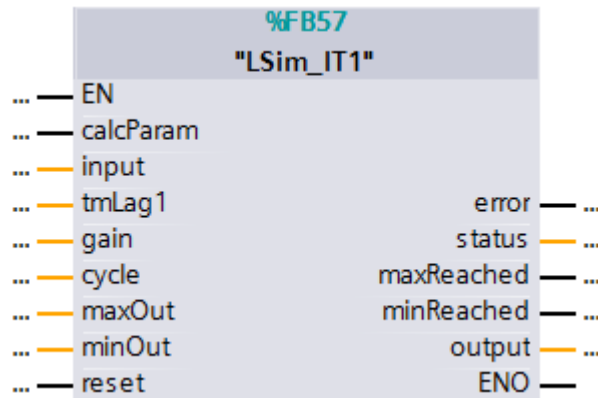 %FB57
"LSim_IT1"
... EN
... calcParam
... input
... tmLag1 error ...
... gain status ...
... cycle maxReached ...
... maxOut minReached ...
... minOut output ...
... reset ENO